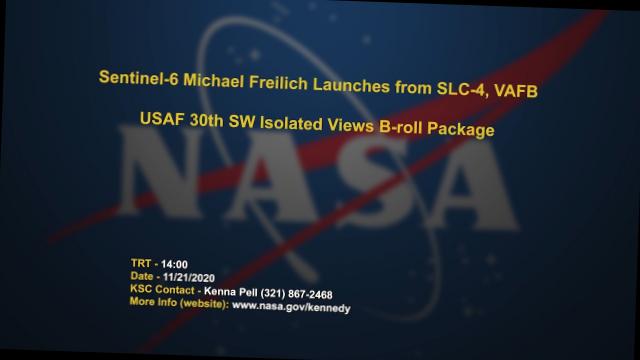 Sentinel-6 Michael Freilich Launches from SLC-4, VAFB
USAF 30th SW Isolated Views B-roll Package
NASA
TRT - 14:00
Date - 11/21/2020
KSC Contact - Kenna Pell (321) 867-2468
More Info (website): www.nasa.gov/kennedy